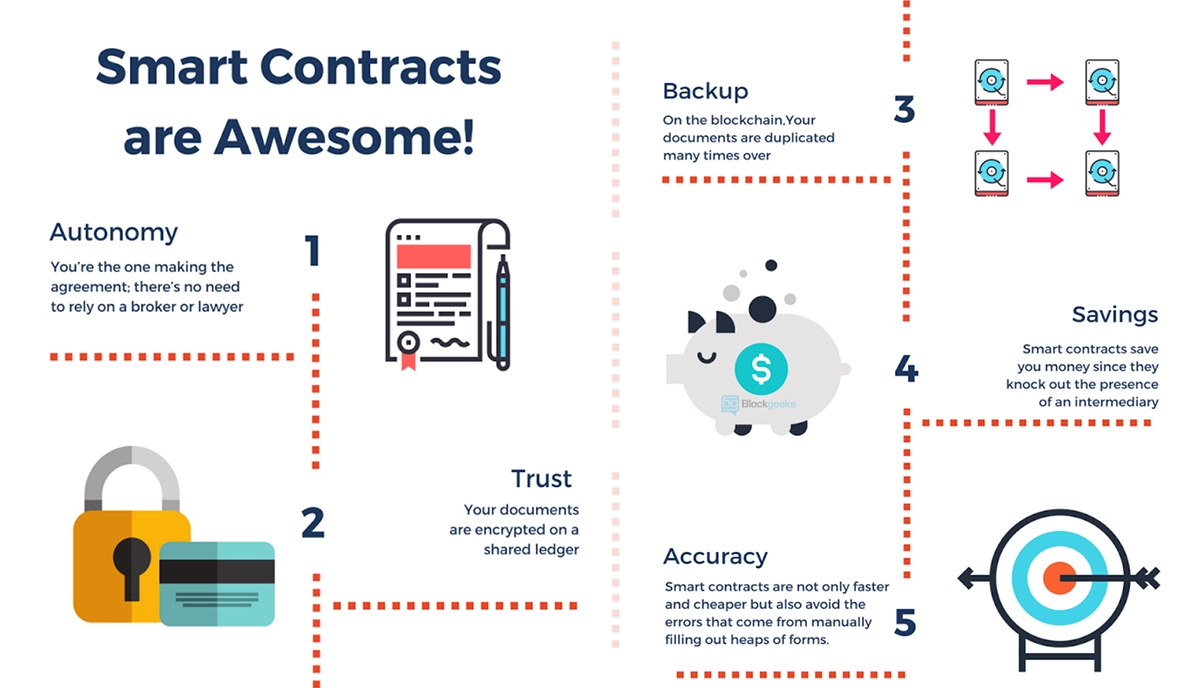 Smart Contracts
are Awesome!
Autonomy
1
You're the one making the
agreement; there's no need
to rely on a broker or lawyer
2
Trust
Your documents
are encrypted on a
shared ledger
Backup
3
On the blockchain,Your
documents are duplicated
many times over
$
Blockgeeks
4
Savings
Smart contracts save
you money since they
knock out the presence
of an intermediary
Accuracy
Smart contracts are not only faster
and cheaper but also avoid the
errors that come from manually
filling out heaps of forms.
5